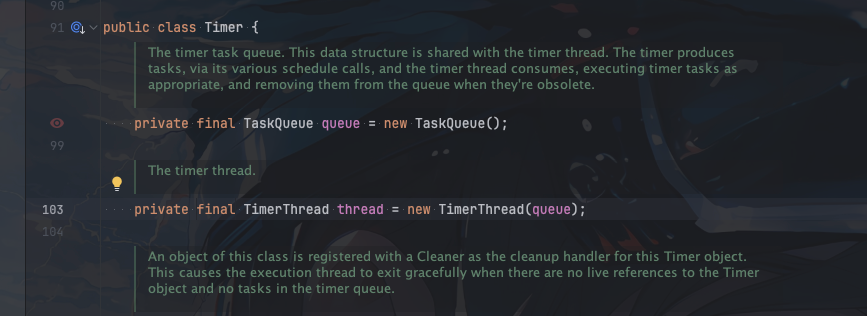 90
91 public class Timer {
The timer task queue. This data structure is shared with the timer thread. The timer produces
tasks, via its various schedule calls, and the timer thread consumes, executing timer tasks as
appropriate, and removing them from the queue when they're obsolete.
private final TaskQueue queue = new TaskQueue();
99
The timer thread.
103 private final TimerThread thread = new TimerThread(queue);
104
An object of this class is registered with a Cleaner as the cleanup handler for this Timer object.
This causes the execution thread to exit gracefully when there are no live references to the Timer
object and no tasks in the timer queue.